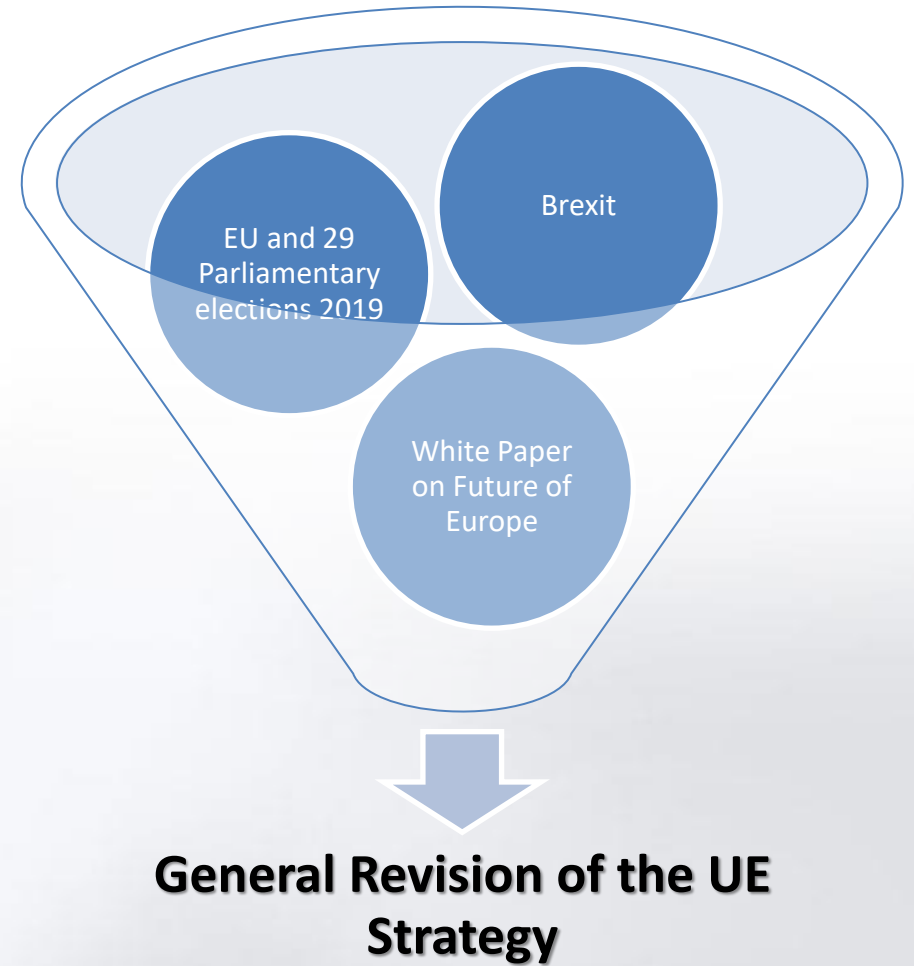 Brexit
EU and 29
Parliamentary
elections 2019
White Paper
on Future of
Europe
General Revision of the UE
Strategy